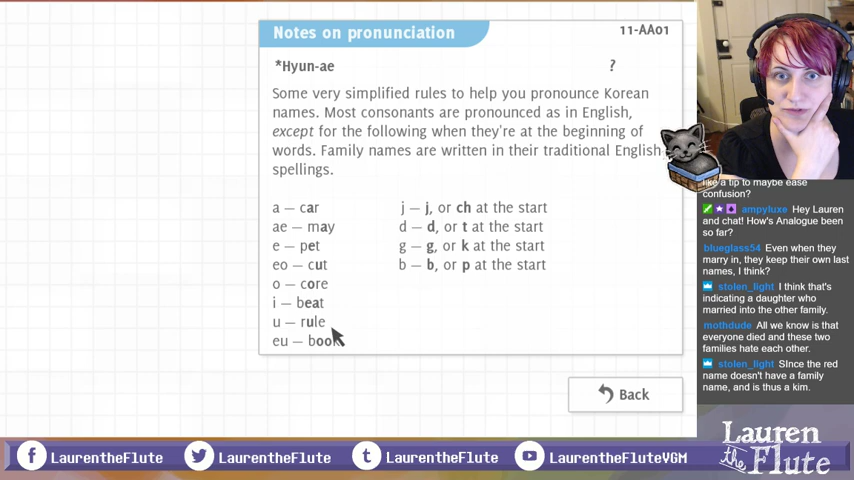 Notes on pronunciation
11-AA01
*Hyun-ae
?
Some very simplified rules to help you pronounce Korean
names. Most consonants are pronounced as in English,
except for the following when they're at the beginning of
words. Family names are written in their traditional English
spellings.
a — car
ae — may
e — pet
eo — cut
o — core
i — beat
u — rule
eu — book
j — j, or ch at the start
d — d, or t at the start
g — g, or k at the start
b — b, or p at the start
Back
like a tip to maybe ease
confusion?
ampyluxe Hey Lauren
and chat! How's Analogue been
so far?
blueglass54 Even when they
marry in, they keep their own last
names, I think?
stolen_light I think that's
indicating a daughter who
married into the other family.
mothdude All we know is that
everyone died and these two
families hate each other.
stolen_light SInce the red
name doesn't have a family
name, and is thus a kim.
LaurentheFlute
LaurentheFlute
LaurentheFlute
LaurentheFluteVGM
Lauren
the Flute